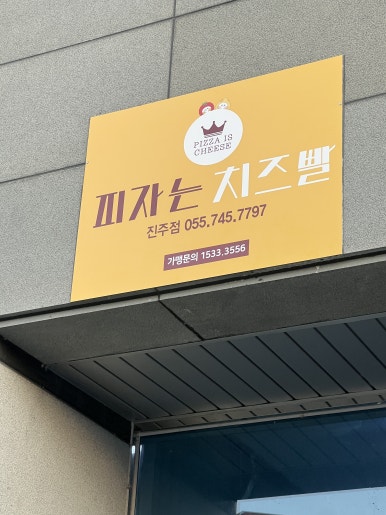 PIZZA IS
CHEESE
피자는 치즈빨
진주점 055.745.7797
가맹문의 1533.3556